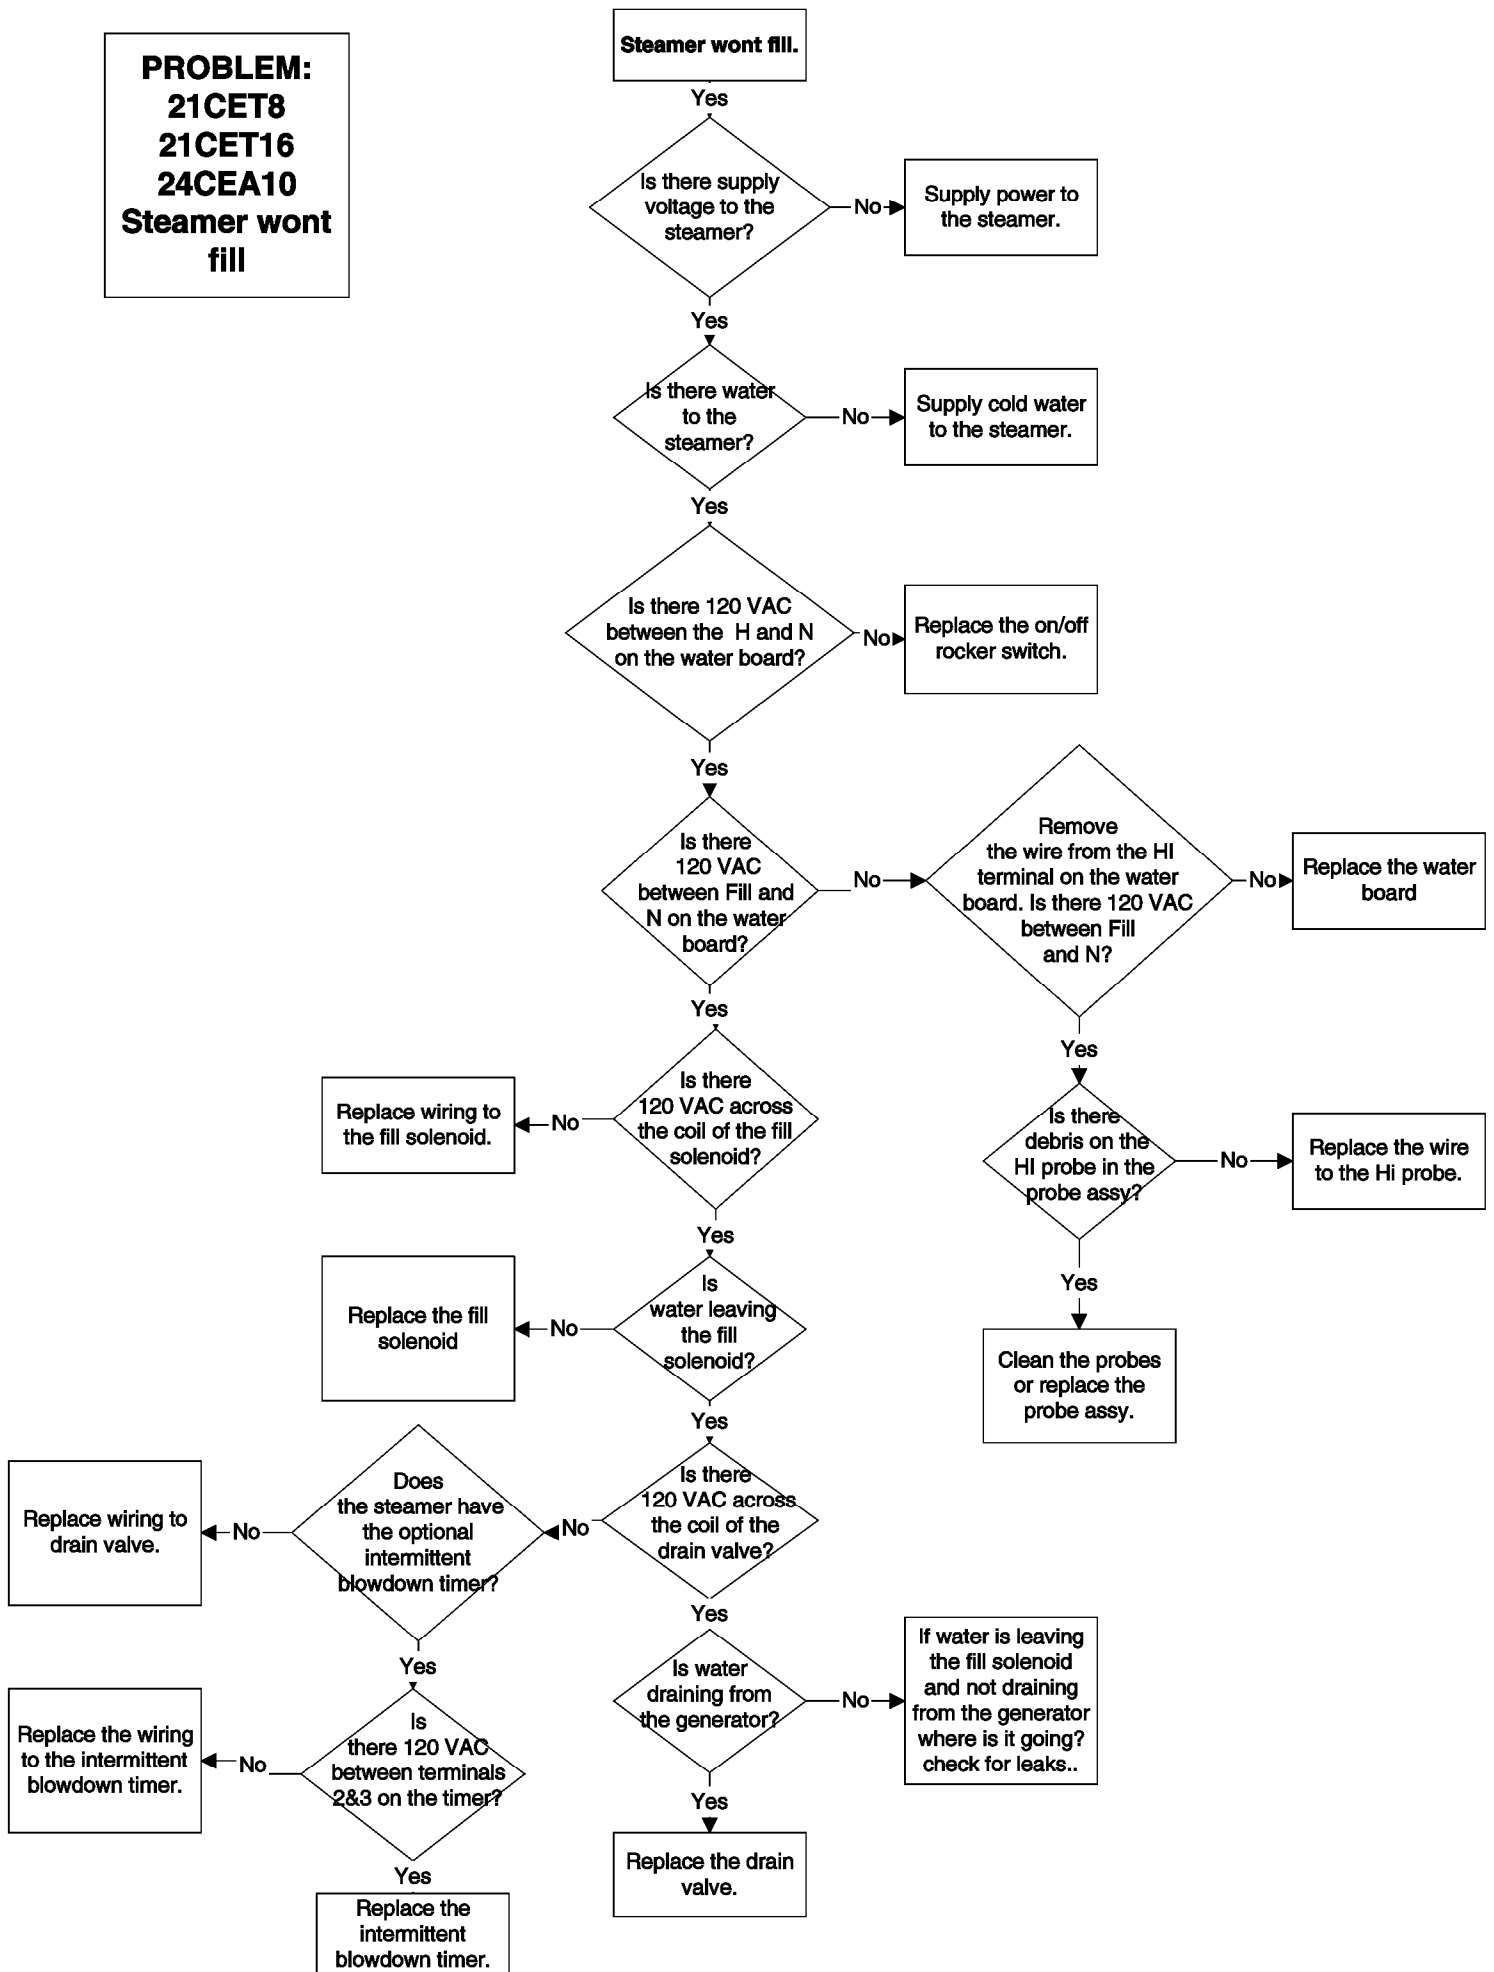 PROBLEM:
21CET8
21CET16
24CEA10
Steamer wont
fill
Steamer wont fill.
Yes
Is there supply
voltage to the
steamer?
No
Supply power to
the steamer.
Yes
Is there water
to the
steamer?
No
Supply cold water
to the steamer.
Yes
Is there 120 VAC
between the H and N
on the water board?
No
Replace the on/off
rocker switch.
Yes
Is there
120 VAC
between Fill and
N on the water
board?
No
Remove
the wire from the HI
terminal on the water
board. Is there 120 VAC
between Fill
and N?
No
Replace the water
board
Yes
Is there
debris on the
HI probe in the
probe assy?
No
Replace the wire
to the Hi probe.
Yes
Clean the probes
or replace the
probe assy.
Yes
Is there
120 VAC across
the coil of the fill
solenoid?
No
Replace wiring to
the fill solenoid.
Yes
Is
water leaving
the fill
solenoid?
No
Replace the fill
solenoid
Yes
Is there
120 VAC across
the coil of the
drain valve?
No
Does
the steamer have
the optional
intermittent
blowdown timer?
No
Replace wiring to
drain valve.
Yes
Is
there 120 VAC
between terminals
2&3 on the timer?
No
Replace the wiring
to the intermittent
blowdown timer.
Yes
Replace the
intermittent
blowdown timer.
Yes
Is water
draining from
the generator?
No
If water is leaving
the fill solenoid
and not draining
from the generator
where is it going?
check for leaks..
Yes
Replace the drain
valve.